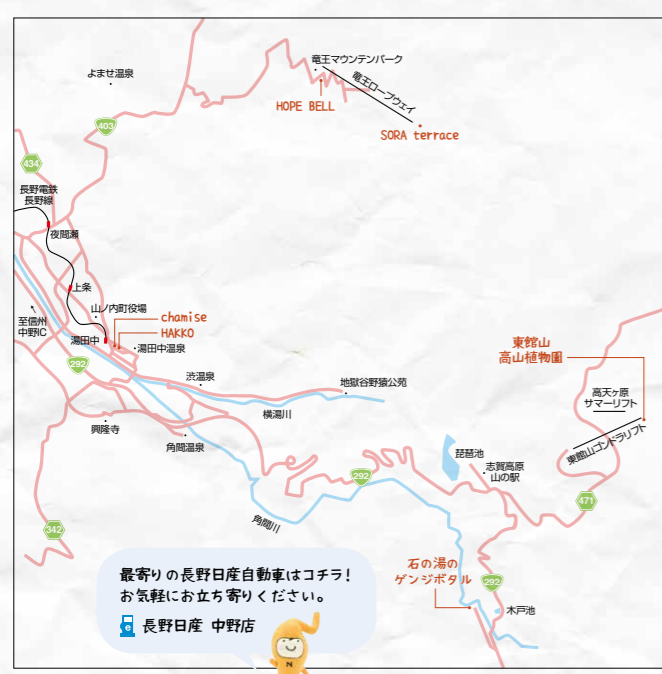 竜王マウンテンパーク
よませ温泉
竜王ロープウェイ
HOPE BELL
SORA terrace
403
434
長野電鉄
長野線
夜間瀬
上条
山ノ内町役場
至信州
中野IC
chamise
HAKKO
湯田中
湯田中温泉
292
渋温泉
地獄谷野猿公苑
横湯川
興隆寺
角間温泉
東館山
高山植物園
高天ヶ原
サマーリフト
東館山ゴンドラリフト
琵琶池
志賀高原
山の駅
292
471
角間川
342
石の湯の
ゲンジボタル
292
木戸池
最寄りの長野日産自動車はコチラ!
お気軽にお立ち寄りください。
e
長野日産 中野店
N